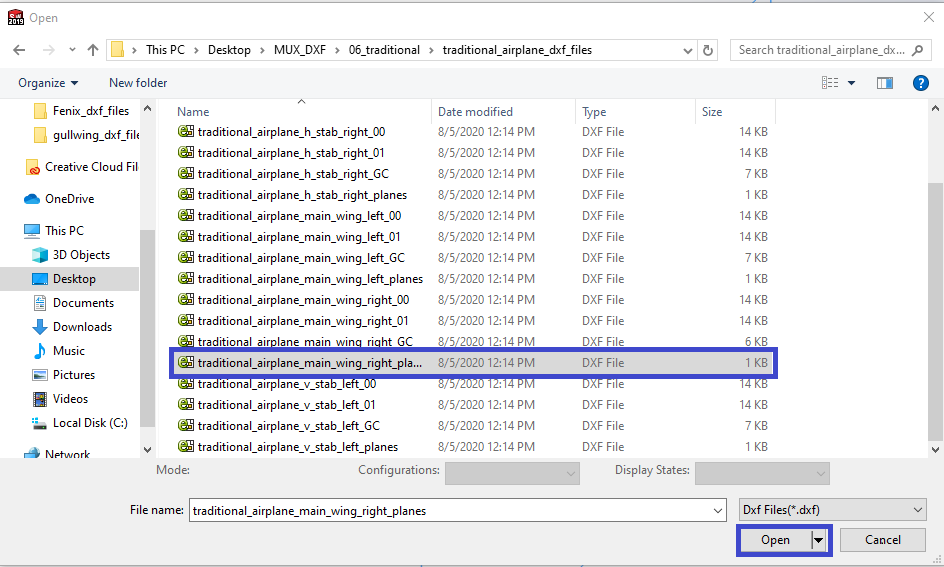 SW 2019 Open
This PC > Desktop > MUX_DXF > 06_traditional > traditional_airplane_dxf_files
Search traditional_airplane_dx...
Organize
New folder
?
Fenix_dxf_files
gullwing_dxf_file
Creative Cloud Fil
OneDrive
This PC
3D Objects
Desktop
Documents
Downloads
Music
Pictures
Videos
Local Disk (C:)
Network
Name Date modified Type Size
traditional_airplane_h_stab_right_00 8/5/2020 12:14 PM DXF File 14 KB
traditional_airplane_h_stab_right_01 8/5/2020 12:14 PM DXF File 14 KB
traditional_airplane_h_stab_right_GC 8/5/2020 12:14 PM DXF File 7 KB
traditional_airplane_h_stab_right_planes 8/5/2020 12:14 PM DXF File 1 KB
traditional_airplane_main_wing_left_00 8/5/2020 12:14 PM DXF File 14 KB
traditional_airplane_main_wing_left_01 8/5/2020 12:14 PM DXF File 14 KB
traditional_airplane_main_wing_left_GC 8/5/2020 12:14 PM DXF File 7 KB
traditional_airplane_main_wing_left_planes 8/5/2020 12:14 PM DXF File 1 KB
traditional_airplane_main_wing_right_00 8/5/2020 12:14 PM DXF File 14 KB
traditional_airplane_main_wing_right_01 8/5/2020 12:14 PM DXF File 14 KB
traditional_airplane_main_wing_right_GC 8/5/2020 12:14 PM DXF File 6 KB
traditional_airplane_main_wing_right_pla... 8/5/2020 12:14 PM DXF File 1 KB
traditional_airplane_v_stab_left_00 8/5/2020 12:14 PM DXF File 14 KB
traditional_airplane_v_stab_left_01 8/5/2020 12:14 PM DXF File 14 KB
traditional_airplane_v_stab_left_GC 8/5/2020 12:14 PM DXF File 7 KB
traditional_airplane_v_stab_left_planes 8/5/2020 12:14 PM DXF File 1 KB
Mode: Configurations: Display States:
File name: traditional_airplane_main_wing_right_planes Dxf Files(*.dxf)
Open Cancel